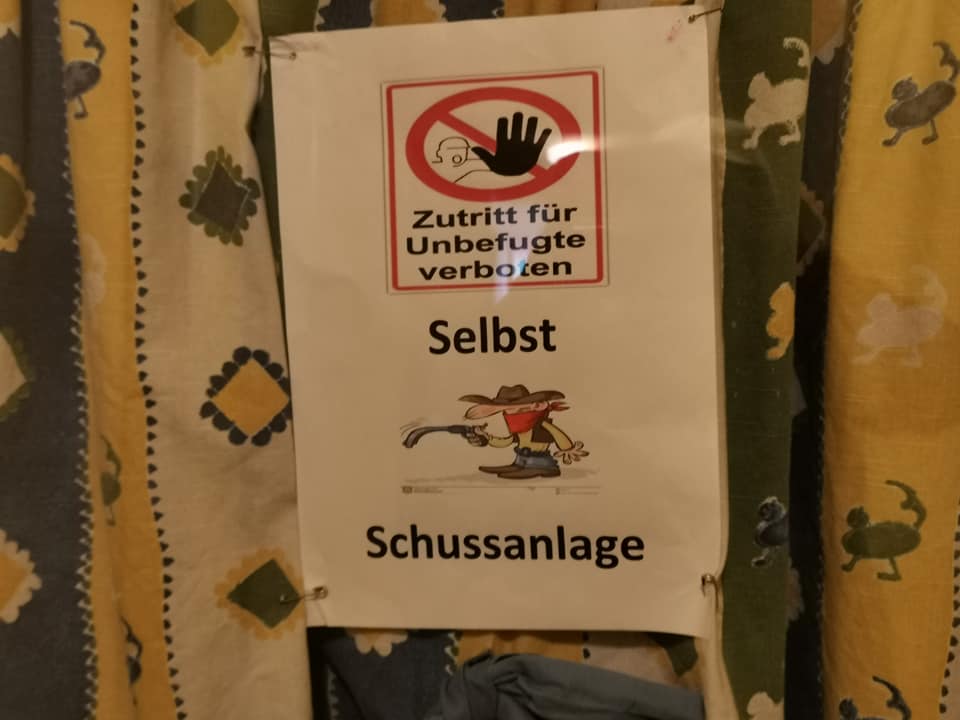 Zutritt für
Unbefugte
verboten
Selbst
Schussanlage